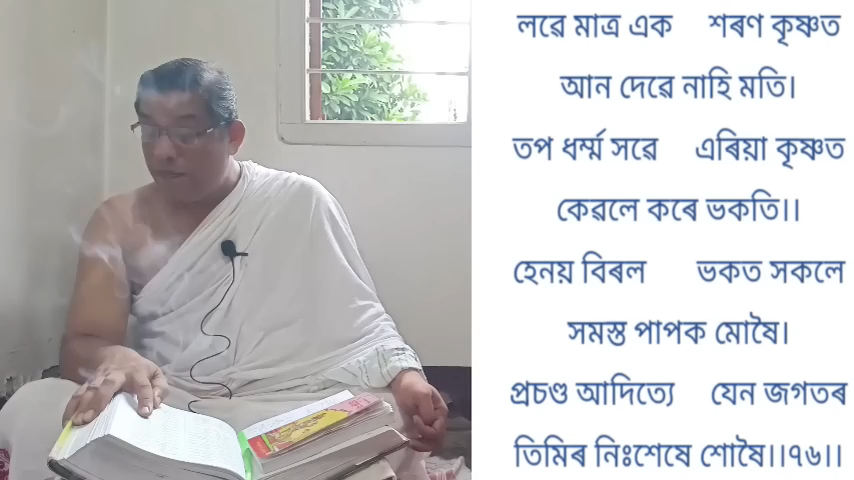 লৱে মাত্ৰ এক শৰণ কৃষ্ণত
আন দেৱে নাহি মতি।
তপ ধৰ্ম্ম সৱে এৰিয়া কৃষ্ণত
কেৱলে কৰে ভকতি।।
হেনয় বিৰল ভকত সকলে
সমস্ত পাপক মোষৈ।
প্ৰচণ্ড আদিত্যে যেন জগতৰ
তিমিৰ নিঃশেষে শোষৈ।।৭৬।।